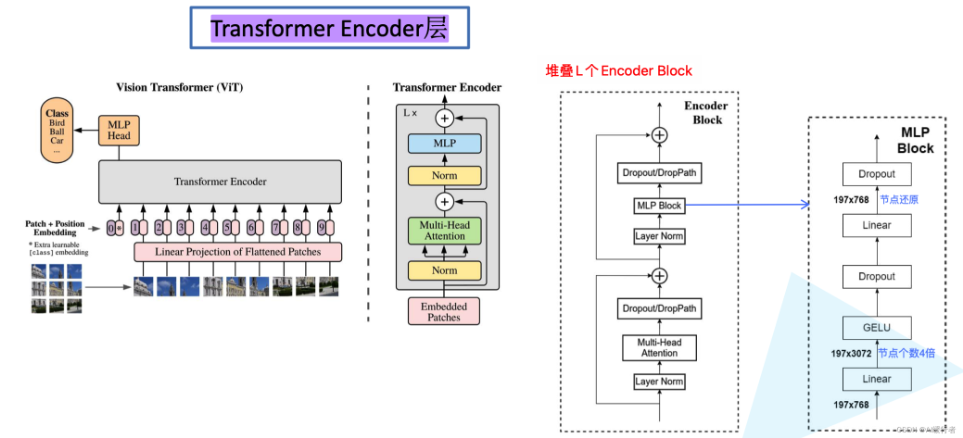 Transformer Encoder层
Vision Transformer (ViT)
Class
Bird
Ball
Car
...
MLP
Head
Transformer Encoder
Patch + Position
Embedding
* Extra learnable
[class] embedding
0 * 1 2 3 4 5 6 7 8 9
Linear Projection of Flattened Patches
Transformer Encoder
L x
+
MLP
Norm
+
Multi-Head
Attention
Norm
Embedded
Patches
堆叠L个Encoder Block
Encoder
Block
+
Dropout/DropPath
MLP Block
Layer Norm
+
Dropout/DropPath
Multi-Head
Attention
Layer Norm
MLP
Block
Dropout
197x768 节点还原
Linear
Dropout
GELU
197x3072 节点个数4倍
Linear
197x768